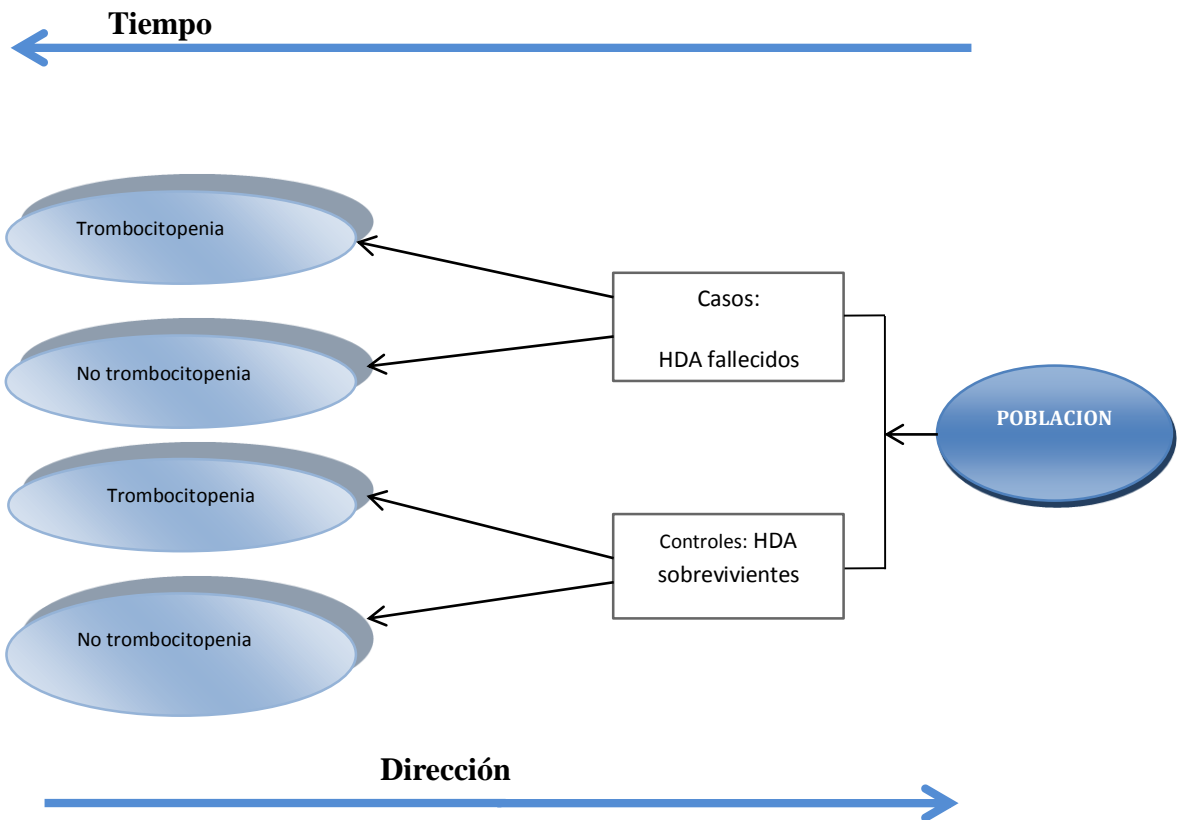 Tiempo
Trombocitopenia
No trombocitopenia
Trombocitopenia
No trombocitopenia
Casos:
HDA fallecidos
Controles: HDA
sobrevivientes
POBLACION
Dirección